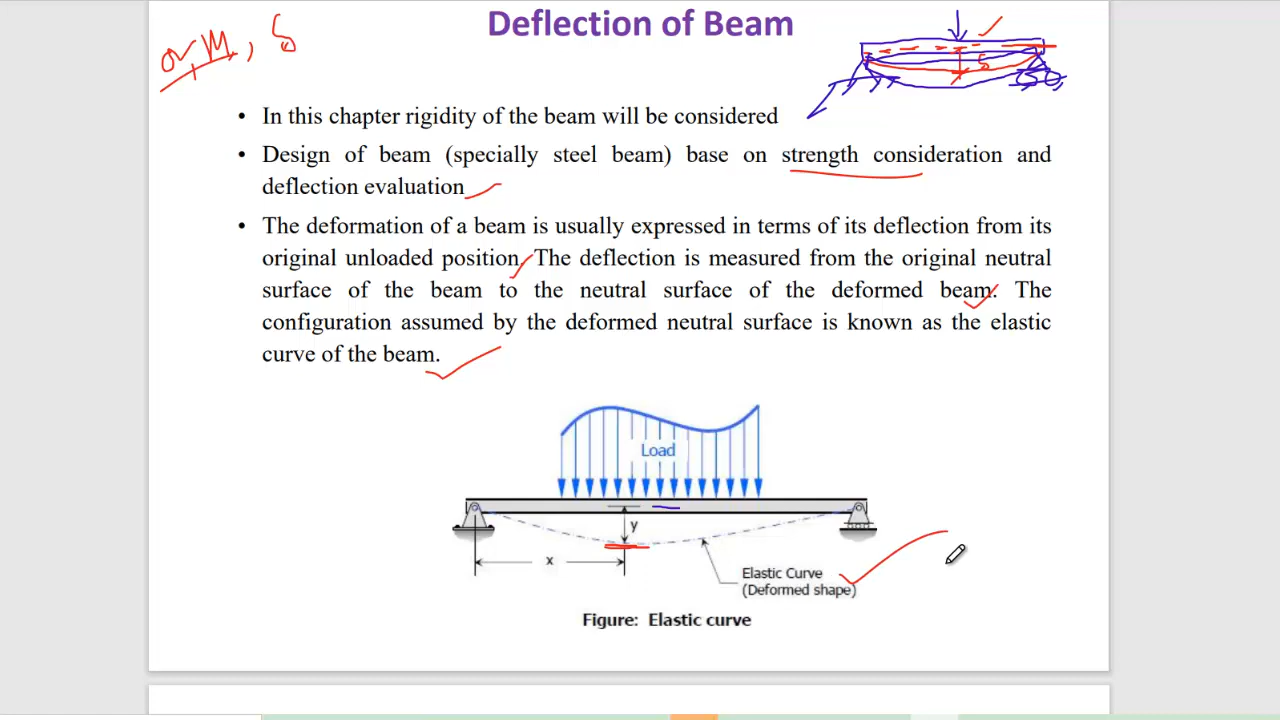 Deflection of Beam
σ, M, δ
δ
• In this chapter rigidity of the beam will be considered
• Design of beam (specially steel beam) base on strength consideration and
deflection evaluation
• The deformation of a beam is usually expressed in terms of its deflection from its
original unloaded position. The deflection is measured from the original neutral
surface of the beam to the neutral surface of the deformed beam. The
configuration assumed by the deformed neutral surface is known as the elastic
curve of the beam.
Load
y
x
Elastic Curve
(Deformed shape)
Figure: Elastic curve